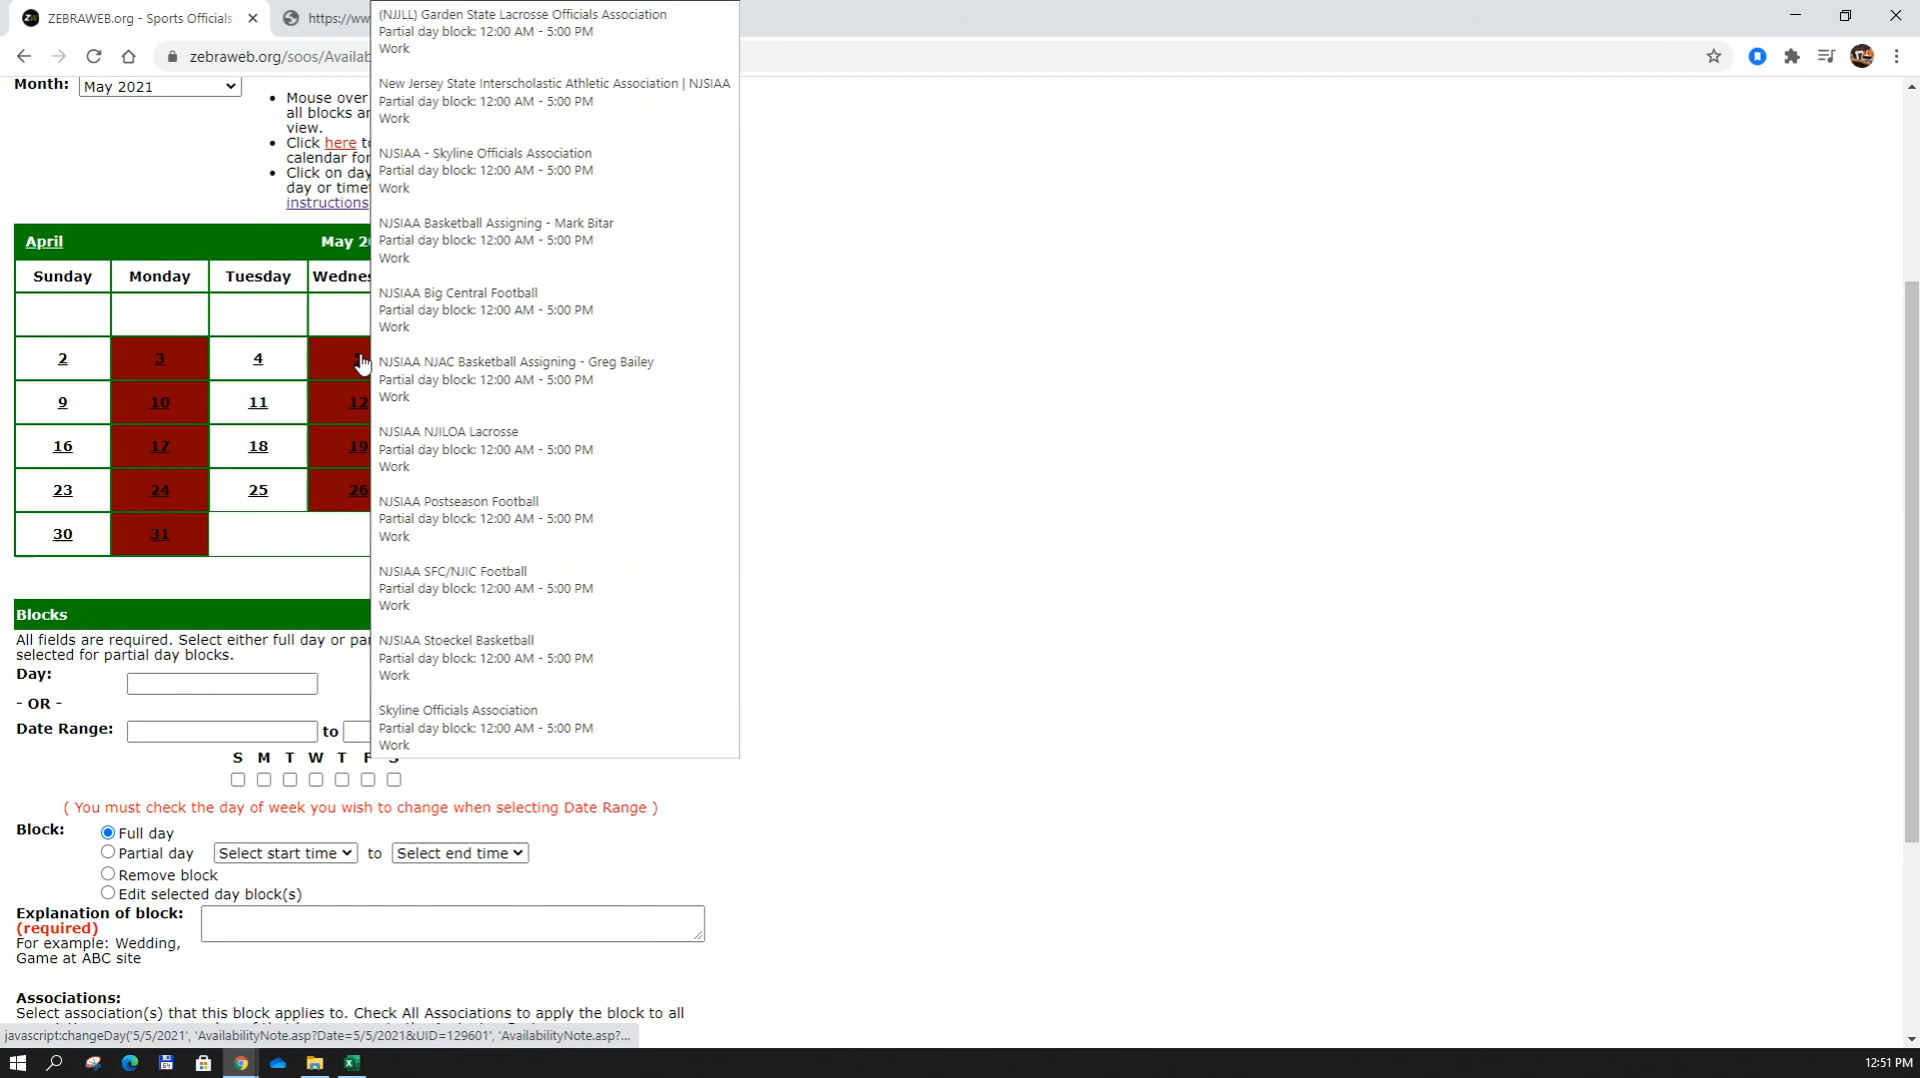 ZEBRAWEB.org - Sports Officials
https://ww
zebraweb.org/soos/Availab
Month: May 2021
Mouse over
all blocks ar
view.
Click here to
calendar for
Click on day
day or time
instructions
April May 20
Sunday Monday Tuesday Wednes
2 3 4
9 10 11 12
16 17 18 19
23 24 25 26
30 31
(NJLL) Garden State Lacrosse Officials Association
Partial day block: 12:00 AM - 5:00 PM
Work
New Jersey State Interscholastic Athletic Association | NJSIAA
Partial day block: 12:00 AM - 5:00 PM
Work
NJSIAA - Skyline Officials Association
Partial day block: 12:00 AM - 5:00 PM
Work
NJSIAA Basketball Assigning - Mark Bitar
Partial day block: 12:00 AM - 5:00 PM
Work
NJSIAA Big Central Football
Partial day block: 12:00 AM - 5:00 PM
Work
NJSIAA NJAC Basketball Assigning - Greg Bailey
Partial day block: 12:00 AM - 5:00 PM
Work
NJSIAA NJILOA Lacrosse
Partial day block: 12:00 AM - 5:00 PM
Work
NJSIAA Postseason Football
Partial day block: 12:00 AM - 5:00 PM
Work
NJSIAA SFC/NJIC Football
Partial day block: 12:00 AM - 5:00 PM
Work
NJSIAA Stoeckel Basketball
Partial day block: 12:00 AM - 5:00 PM
Work
Skyline Officials Association
Partial day block: 12:00 AM - 5:00 PM
Work
Blocks
All fields are required. Select either full day or par
selected for partial day blocks.
Day:
- OR -
Date Range: to
S M T W T F S
( You must check the day of week you wish to change when selecting Date Range )
Block: Full day
Partial day Select start time to Select end time
Remove block
Edit selected day block(s)
Explanation of block:
(required)
For example: Wedding,
Game at ABC site
Associations:
Select association(s) that this block applies to. Check All Associations to apply the block to all
javascript:changeDay('5/5/2021', 'AvailabilityNote.asp?Date=5/5/2021&UID=129601', 'AvailabilityNote.asp?...
12:51 PM